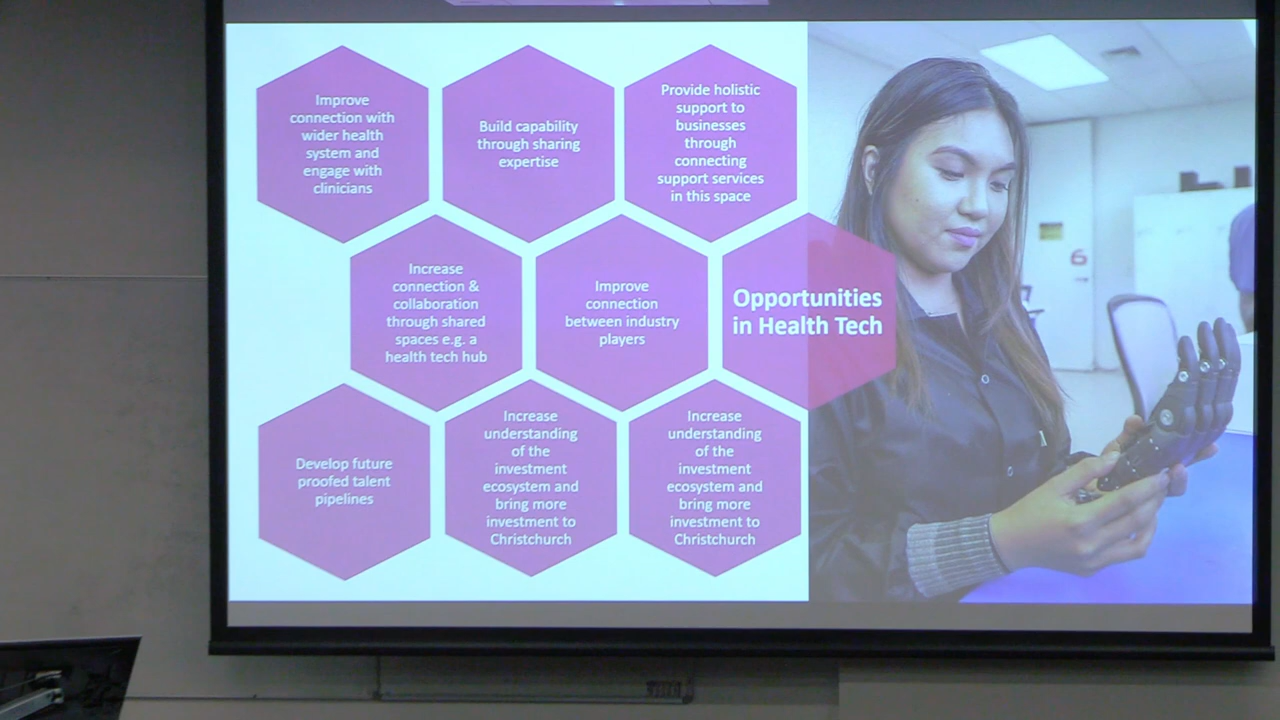 Improve
connection with
wider health
system and
engage with
clinicians
Build capability
through sharing
expertise
Provide holistic
support to
businesses
through
connecting
support services
in this space
Increase
connection &
collaboration
through shared
spaces e.g. a
health tech hub
Improve
connection
between industry
players
Opportunities
in Health Tech
Develop future
proofed talent
pipelines
Increase
understanding
of the
investment
ecosystem and
bring more
investment to
Christchurch
Increase
understanding
of the
investment
ecosystem and
bring more
investment to
Christchurch
6